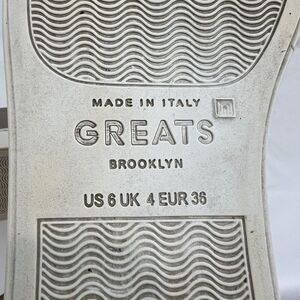 MADE IN ITALY
GREATS
BROOKLYN
US 6 UK 4 EUR 36